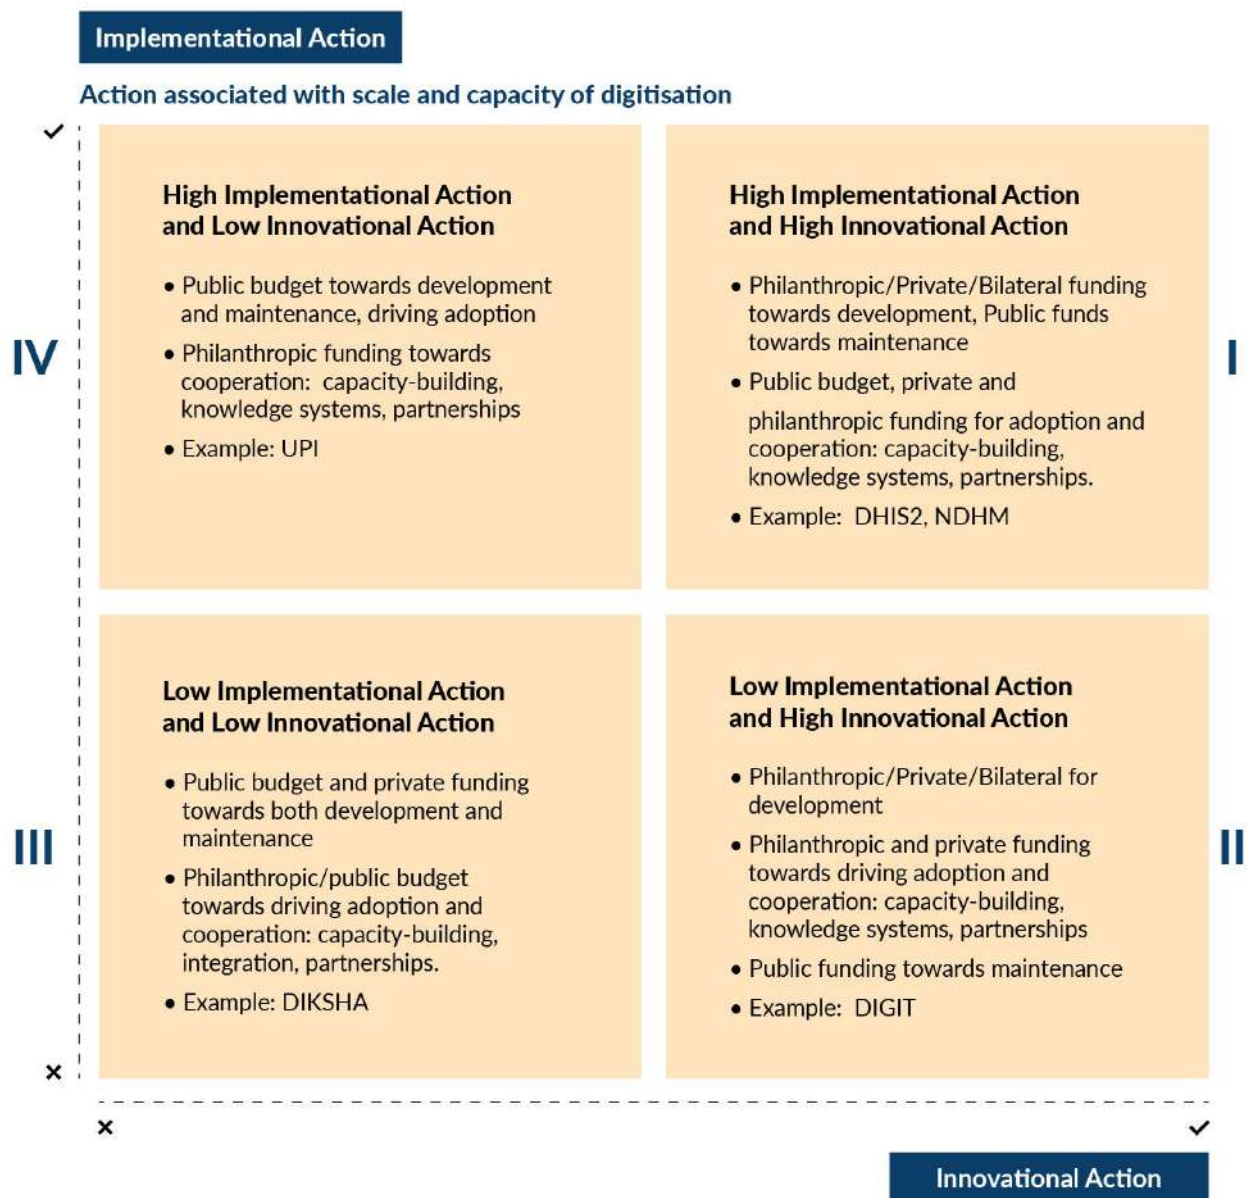 Implementational Action
Action associated with scale and capacity of digitisation
✓
IV
High Implementational Action
and Low Innovational Action
• Public budget towards development
and maintenance, driving adoption
• Philanthropic funding towards
cooperation: capacity-building,
knowledge systems, partnerships
• Example: UPI
High Implementational Action
and High Innovational Action
• Philanthropic/Private/Bilateral funding
towards development, Public funds
towards maintenance
• Public budget, private and
philanthropic funding for adoption and
cooperation: capacity-building,
knowledge systems, partnerships.
• Example: DHIS2, NDHM
I
III
Low Implementational Action
and Low Innovational Action
• Public budget and private funding
towards both development and
maintenance
• Philanthropic/public budget
towards driving adoption and
cooperation: capacity-building,
integration, partnerships.
• Example: DIKSHA
Low Implementational Action
and High Innovational Action
• Philanthropic/Private/Bilateral for
development
• Philanthropic and private funding
towards driving adoption and
cooperation: capacity-building,
knowledge systems, partnerships
• Public funding towards maintenance
• Example: DIGIT
II
×
× ✓
Innovational Action